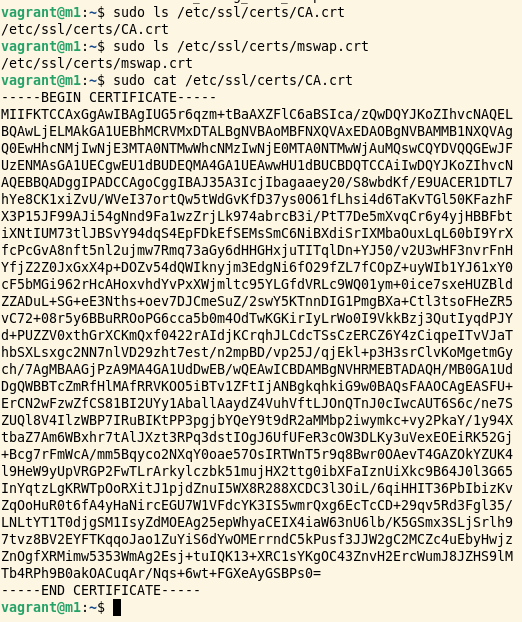 vagrant@m1:~$ sudo ls /etc/ssl/certs/CA.crt
/etc/ssl/certs/CA.crt
vagrant@m1:~$ sudo ls /etc/ssl/certs/mswap.crt
/etc/ssl/certs/mswap.crt
vagrant@m1:~$ sudo cat /etc/ssl/certs/CA.crt
-----BEGIN CERTIFICATE-----
MIIFKTCCAxGgAwIBAgIUG5r6qzm+tBaAXZFlC6aBSIca/zQwDQYJKoZIhvcNAQEL
BQAwLjELMAkGA1UEBhMCRVMxDTALBgNVBAoMBFNXQVAxEDAOBgNVBAMMB1NXQVAg
Q0EwHhcNMjIwNjE3MTA0NTMwWhcNMzIwNjE0MTA0NTMwWjAuMQswCQYDVQQGEwJF
UzENMAsGA1UECgwEU1dBUDEQMA4GA1UEAwwHU1dBUCBDQTCCAiIwDQYJKoZIhvcN
AQEBBQADggIPADCCAgoCggIBAJ35A3IcjIbagaaey20/S8wbdKf/E9UACER1DTL7
hYe8CK1xiZvU/WVeI37ortQw5tWdGvKfD37ys0O61fLhsi4d6TaKvTGl50KFazhF
X3P15JF99AJi54gNnd9Fa1wzZrjLk974abrcB3i/PtT7De5mXvqCr6y4yjHBBFbt
iXNtIUM73tlJBSvY94dqS4EpFDkEfSEMsSmC6NiBXdiSrIXMbaOuxLqL60bI9YrX
fcPcGvA8nft5nl2ujmw7Rmq73aGy6dHHGHxjuTITqlDn+YJ50/v2U3wHF3nvrFnH
YfjZ2Z0JxGxX4p+DOZv54dQWIknyjm3EdgNi6fO29fZL7fCOpZ+uyWIb1YJ61xY0
cF5bMGi962rHcAHoxvhdYvPxXWjmltc95YLGfdVRLc9WQ01ym+0ice7sxeHUZBld
ZZADuL+SG+eE3Nths+oev7DJCmeSuZ/2swY5KTnnDIG1PmgBXa+Ctl3tsoFHeZR5
vC72+08r5y6BBuRROoPG6cca5b0m4OdTwKGKirIyLrWo0I9VkkBzj3QutIyqdPJY
d+PUZZV0xthGrXCKmQxf0422rAIdjKCrqhJLCdcTSsCzERCZ6Y4zCiqpeITvVJaT
hbSXLsxgc2NN7nlVD29zht7est/n2mpBD/vp25J/qjEkl+p3H3srClvKoMgetmGy
ch/7AgMBAAGjPzA9MA4GA1UdDwEB/wQEAwICBDAMBgNVHRMEBTADAQH/MB0GA1Ud
DgQWBBTcZmRfHlMAfRRVKOO5iBTv1ZFtIjANBgkqhkiG9w0BAQsFAAOCAgEASFU+
ErCN2wFzwZfCS81BI2UYy1AballAaydZ4VuhVftLJOnQTnJ0cIwcAUT6S6c/ne7S
ZUQl8V4IlzWBP7IRuBIKtPP3pgjbYQeY9t9dR2aMMbp2iwymkc+vy2PkaY/1y94X
tbaZ7Am6WBxhr7tAlJXzt3RPq3dstIOgJ6UfUFeR3cOW3DLKy3uVexEOEiRK52Gj
+Bcg7rFmWcA/mm5Bqyco2NXqY0oae57OsIRTWnT5r9q8Bwr0OAevT4GAZOkYZUK4
l9HeW9yUpVRGP2FwTLrArkylczbk51mujHX2ttg0ibXFaIznUiXkc9B64J0l3G65
InYqtzLgKRWTpOoRXitJ1pjdZnuI5WX8R288XCDC3l3OiL/6qiHHIT36PbIbizKv
ZqOoHuR0t6fA4yHaNircEGU7W1VFdcYK3IS5wmrQxg6EcTcCD+29qv5Rd3Fgl35/
LNLtYT1T0djgSM1IsyZdMOEAg25epWhyaCEIX4iaW63nU6lb/K5GSmx3SLjSrlh9
7tvz8BV2EYFTKqqoJao1ZuYiS6dYwOMErrndC5kPusf3JJW2gC2MCZc4uEbyHwjz
ZnOgfXRMimw5353WmAg2Esj+tuIQK13+XRC1sYKgOC43ZnvH2ErcWumJ8JZHS9lM
Tb4RPh9B0akOACuqAr/Nqs+6wt+FGXeAyGSBPs0=
-----END CERTIFICATE-----
vagrant@m1:~$